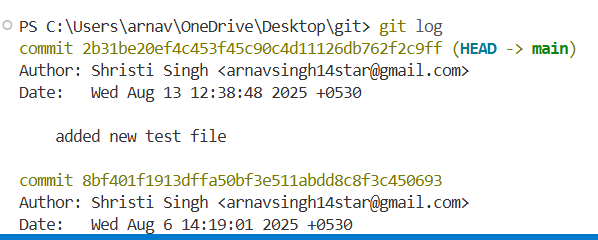 PS C:\Users\arnav\OneDrive\Desktop\git> git log
commit 2b31be20ef4c453f45c90c4d11126db762f2c9ff (HEAD -> main)
Author: Shristi Singh <arnavsingh14star@gmail.com>
Date:   Wed Aug 13 12:38:48 2025 +0530

    added new test file

commit 8bf401f1913dffa50bf3e511abdd8c8f3c450693
Author: Shristi Singh <arnavsingh14star@gmail.com>
Date:   Wed Aug 6 14:19:01 2025 +0530